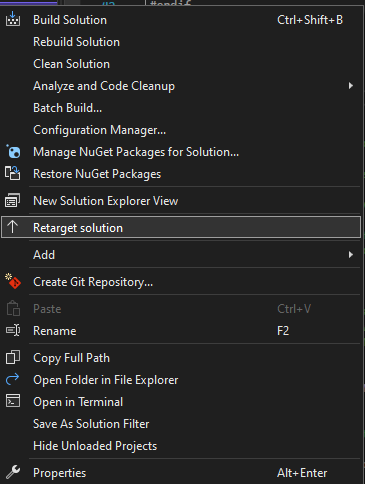 #endif
Build Solution Ctrl+Shift+B
Rebuild Solution
Clean Solution
Analyze and Code Cleanup
Batch Build...
Configuration Manager...
Manage NuGet Packages for Solution...
Restore NuGet Packages
New Solution Explorer View
Retarget solution
Add
Create Git Repository...
Paste Ctrl+V
Rename F2
Copy Full Path
Open Folder in File Explorer
Open in Terminal
Save As Solution Filter
Hide Unloaded Projects
Properties Alt+Enter